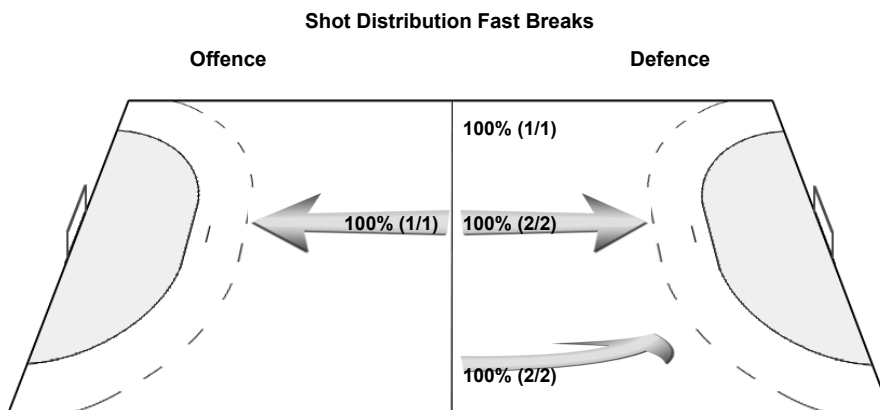 Shot Distribution Fast Breaks
Offence Defence
100% (1/1)
100% (1/1) 100% (2/2)
100% (2/2)